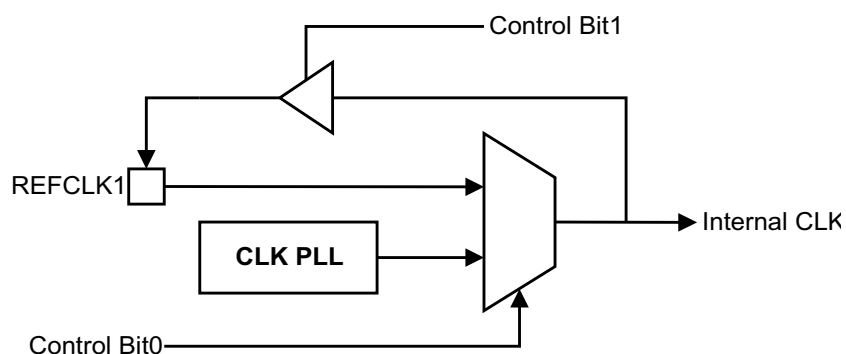 Control Bit1
REFCLK1
Internal CLK
CLK PLL
Control Bit0